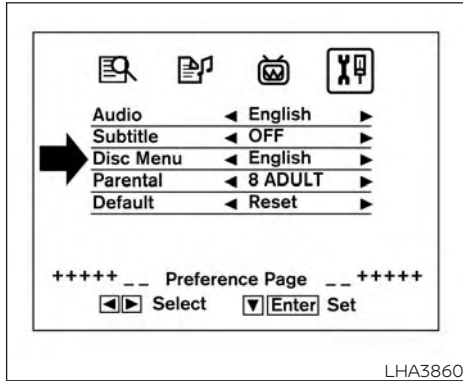 Audio ◀ English ▶
Subtitle ◀ OFF ▶
Disc Menu ◀ English ▶
Parental ◀ 8 ADULT ▶
Default ◀ Reset ▶
+++++ _ _ Preference Page _ _ +++++
◀ ▶ Select ▼ Enter Set
LHA3860